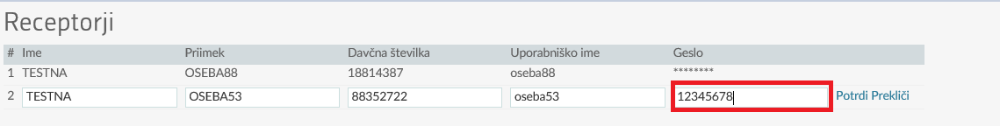 Receptorji
# Ime Priimek Davčna številka Uporabniško ime Geslo
1 TESTNA OSEBA88 18814387 oseba88 ********
2 TESTNA OSEBA53 88352722 oseba53 12345678 Potrdi Prekliči